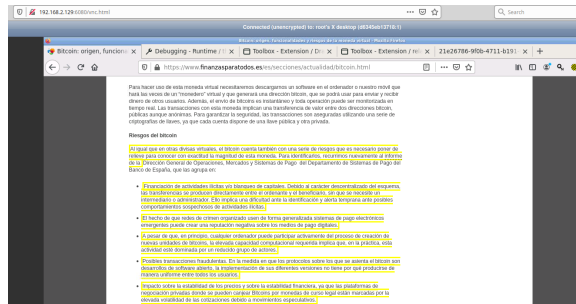 192.168.2.129:6080/vnc.html
Search
Connected (unencrypted) to: root's X desktop (d6345eb13718:1)
Bitcoin: origen, funcione
Debugging - Runtime / 
Toolbox - Extension / Dr
Toolbox - Extension / re
21e26786-9f0b-4711-b19
https://www.finanzasparatodos.es/es/secciones/actualidad/bitcoin.html
Para hacer uso de esta moneda virtual necesitaremos descargarnos un software en el ordenador o nuestro móvil que
hará las veces de un "monedero" virtual y que generará una dirección bitcoin, que se podrá usar para enviar y recibir
dinero de otros usuarios. Además, el envío de bitcoins es instantáneo y toda operación puede ser monitorizada en
tiempo real. Las transacciones con esta moneda implican una transferencia de valor entre dos direcciones bitcoin,
públicas aunque anónimas. Para garantizar la seguridad, las transacciones son aseguradas utilizando una serie de
criptografías de llaves, ya que cada cuenta dispone de una llave pública y otra privada.
Riesgos del bitcoin
Al igual que en otras divisas virtuales, el bitcoin cuenta también con una serie de riesgos que es necesario poner de
relieve para conocer con exactitud la magnitud de esta moneda. Para identificarlos, recurrimos nuevamente al informe
de la Dirección General de Operaciones, Mercados y Sistemas de Pago del Departamento de Sistemas de Pago del
Banco de España, que las agrupa en:
Financiación de actividades ilícitas y/o blanqueo de capitales. Debido al carácter descentralizado del esquema,
las transferencias se producen directamente entre el ordenante y el beneficiario, sin que se necesite un
intermediario o administrador. Ello implica una dificultad ante la identificación y alerta temprana ante posibles
comportamientos sospechosos de actividades ilícitas.
El hecho de que redes de crimen organizado usen de forma generalizada sistemas de pago electrónicos
emergentes puede crear una reputación negativa sobre los medios de pago digitales.
A pesar de que, en principio, cualquier ordenador puede participar activamente del proceso de creación de
nuevas unidades de bitcoins, la elevada capacidad computacional requerida implica que, en la práctica, esta
actividad esté dominada por un reducido grupo de actores.
Posibles transacciones fraudulentas. En la medida en que los protocolos sobre los que se asienta el bitcoin son
desarrollos de software abierto, la implementación de sus diferentes versiones no tiene por qué producirse de
manera uniforme entre todos los usuarios.
Impacto sobre la estabilidad de los precios y sobre la estabilidad financiera, ya que las plataformas de
negociación privadas donde se pueden canjear Bitcoins por monedas de curso legal están marcadas por la
elevada volatilidad de las cotizaciones debido a movimientos especulativos.